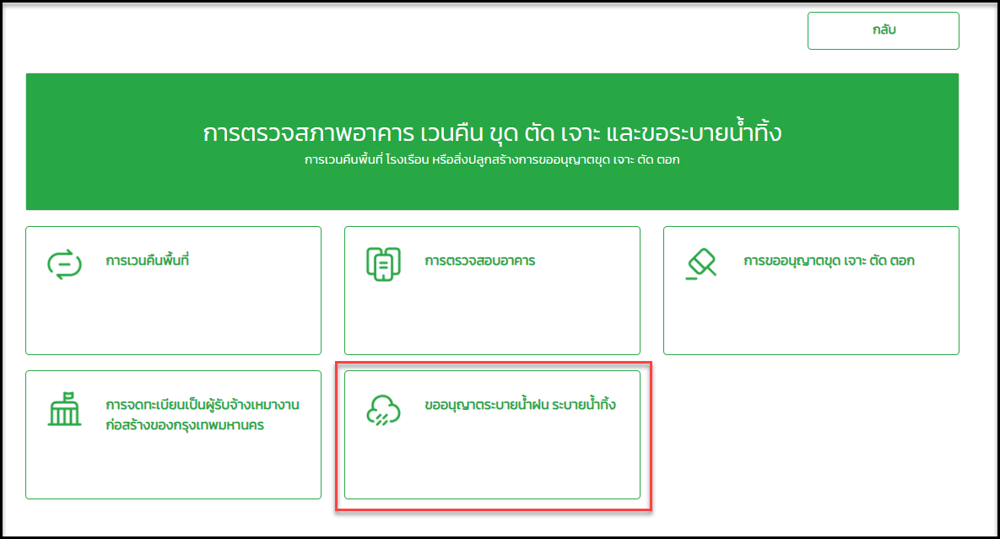 กลับ
การตรวจสภาพอาคาร เวนคืน ขุด ตัด เจาะ และขอระบายน้ำทิ้ง
การเวนคืนพื้นที่ โรงเรือน หรือสิ่งปลูกสร้างการขออนุญาตขุด เจาะ ตัด ตอก
การเวนคืนพื้นที่
การตรวจสอบอาคาร
การขออนุญาตขุด เจาะ ตัด ตอก
การจดทะเบียนเป็นผู้รับจ้างเหมางาน
ก่อสร้างของกรุงเทพมหานคร
ขออนุญาตระบายน้ำฝน ระบายน้ำทิ้ง